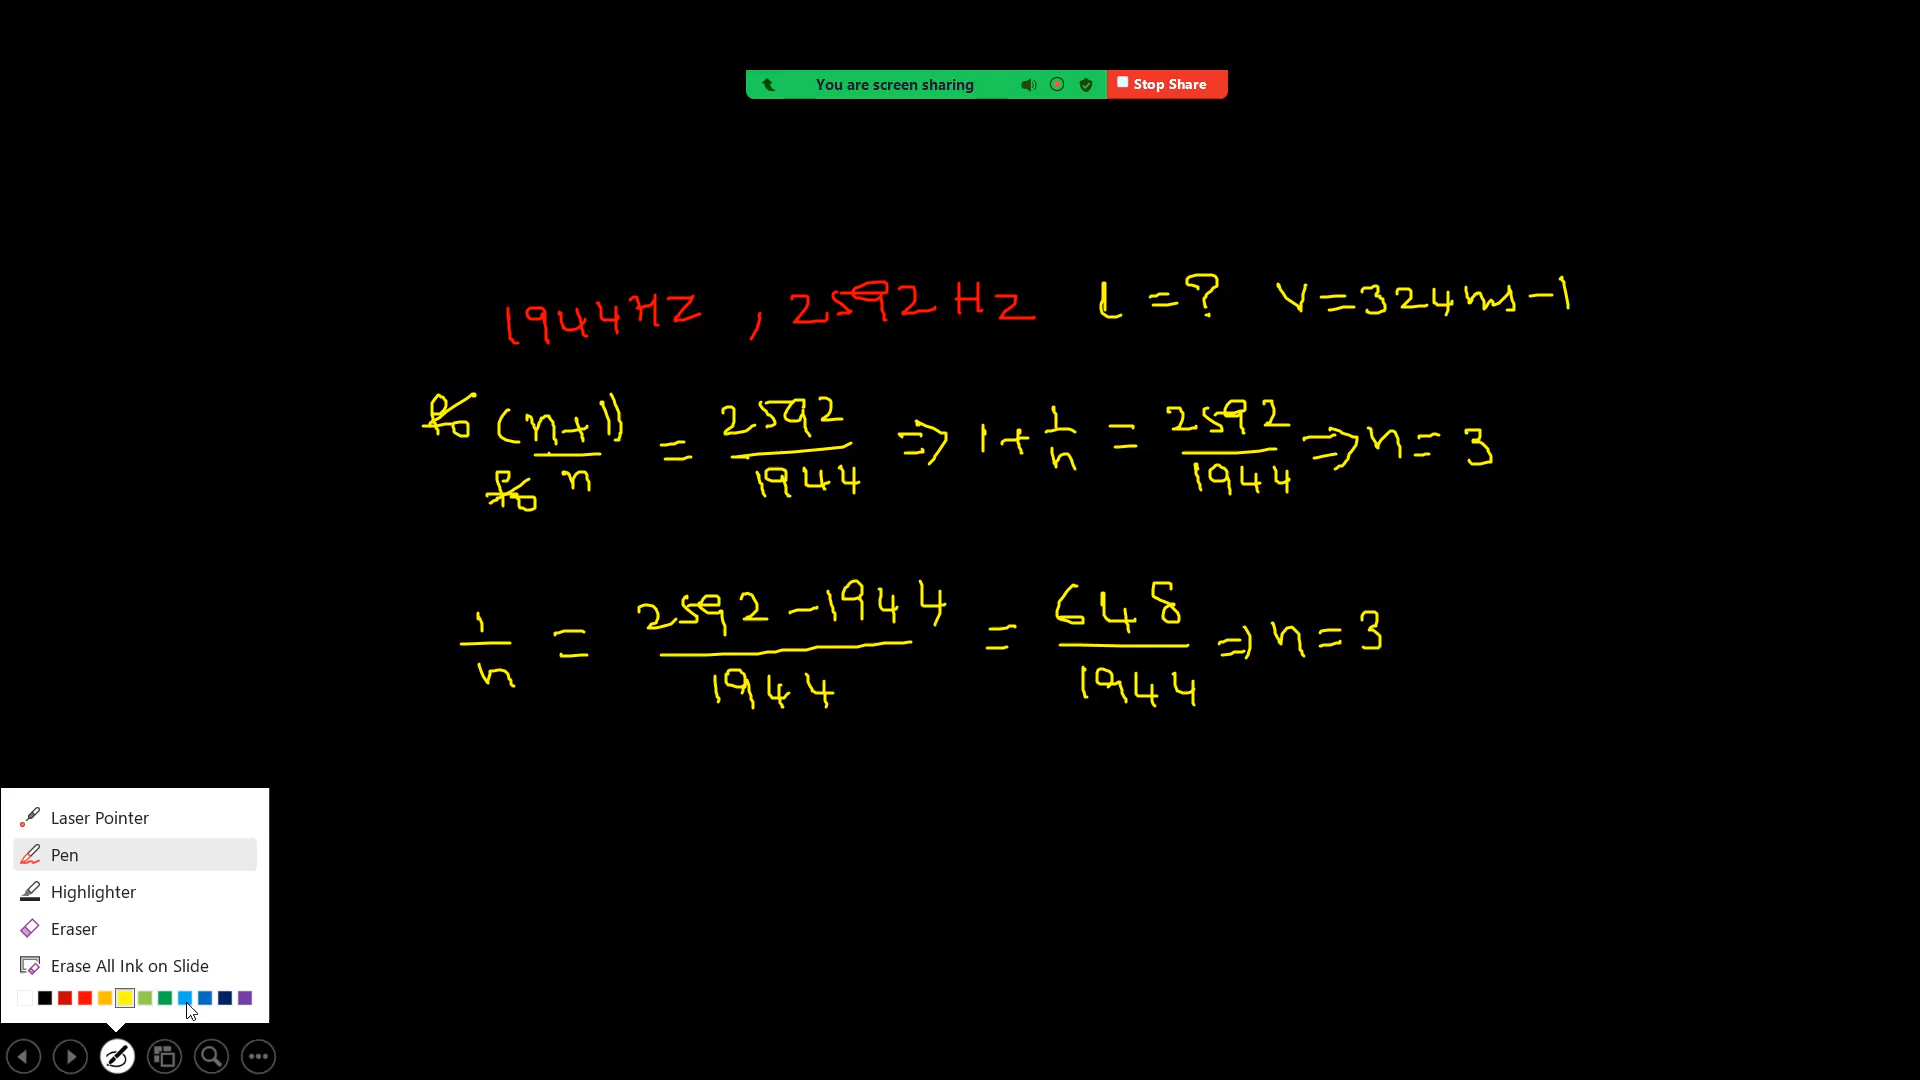 You are screen sharing Stop Share
1944Hz , 2592 Hz l = ? v = 324ms-1
f0 (n+1) / f0 n = 2592 / 1944 ⇒ 1 + 1/n = 2592 / 1944 ⇒ n = 3
1/n = 2592 - 1944 / 1944 = 648 / 1944 ⇒ n = 3
Laser Pointer
Pen
Highlighter
Eraser
Erase All Ink on Slide